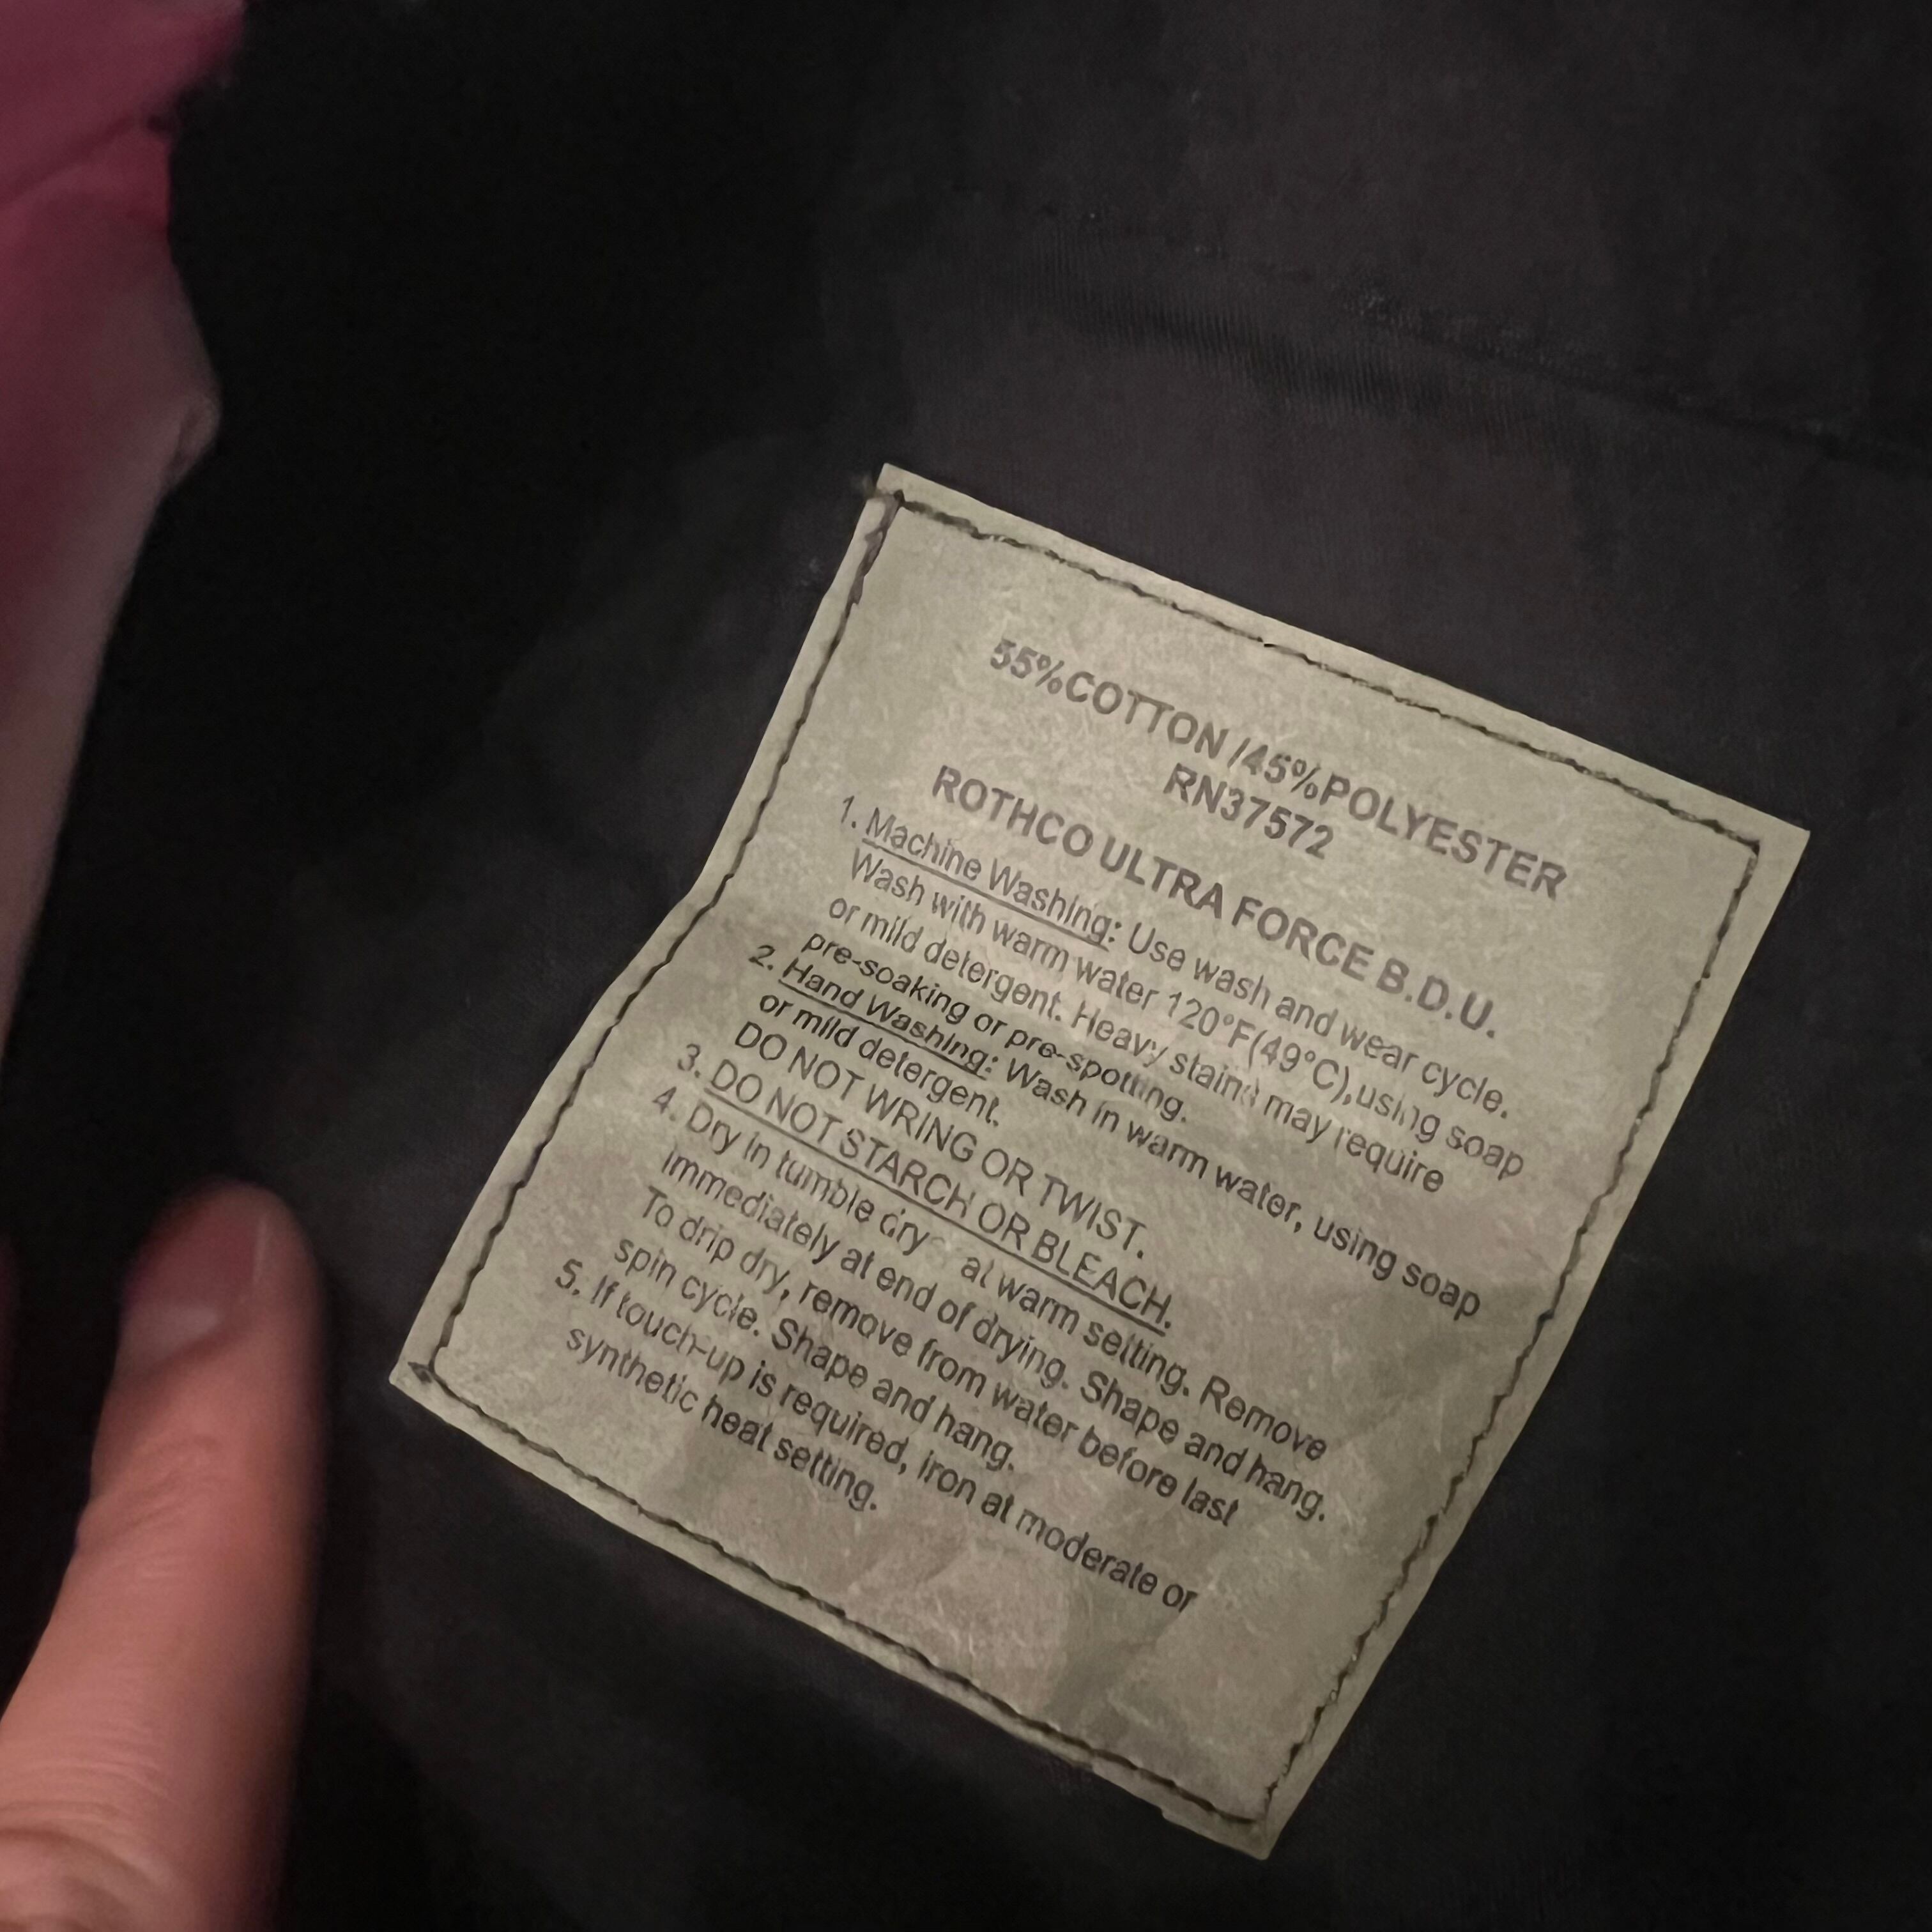 55%COTTON /45%POLYESTER
RN37572
ROTHCO ULTRA FORCE B.D.U.
1. Machine Washing: Use wash and wear cycle.
Wash with warm water 120°F(49°C),using soap
or mild detergent. Heavy stains may require
pre-soaking or pre-spotting.
2. Hand Washing: Wash in warm water, using soap
or mild detergent.
DO NOT WRING OR TWIST.
3. DO NOT STARCH OR BLEACH.
4. Dry in tumble dryer at warm setting. Remove
immediately at end of drying. Shape and hang.
To drip dry, remove from water before last
spin cycle. Shape and hang.
5. If touch-up is required, iron at moderate or
synthetic heat setting.